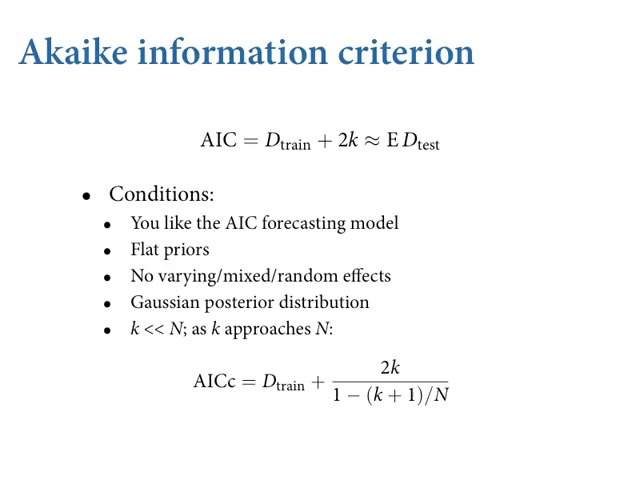 Akaike information criterion
AIC = D_train + 2k ≈ E D_test
• Conditions:
• You like the AIC forecasting model
• Flat priors
• No varying/mixed/random effects
• Gaussian posterior distribution
• k << N; as k approaches N:
AICc = D_train + 2k / (1 − (k + 1)/N)